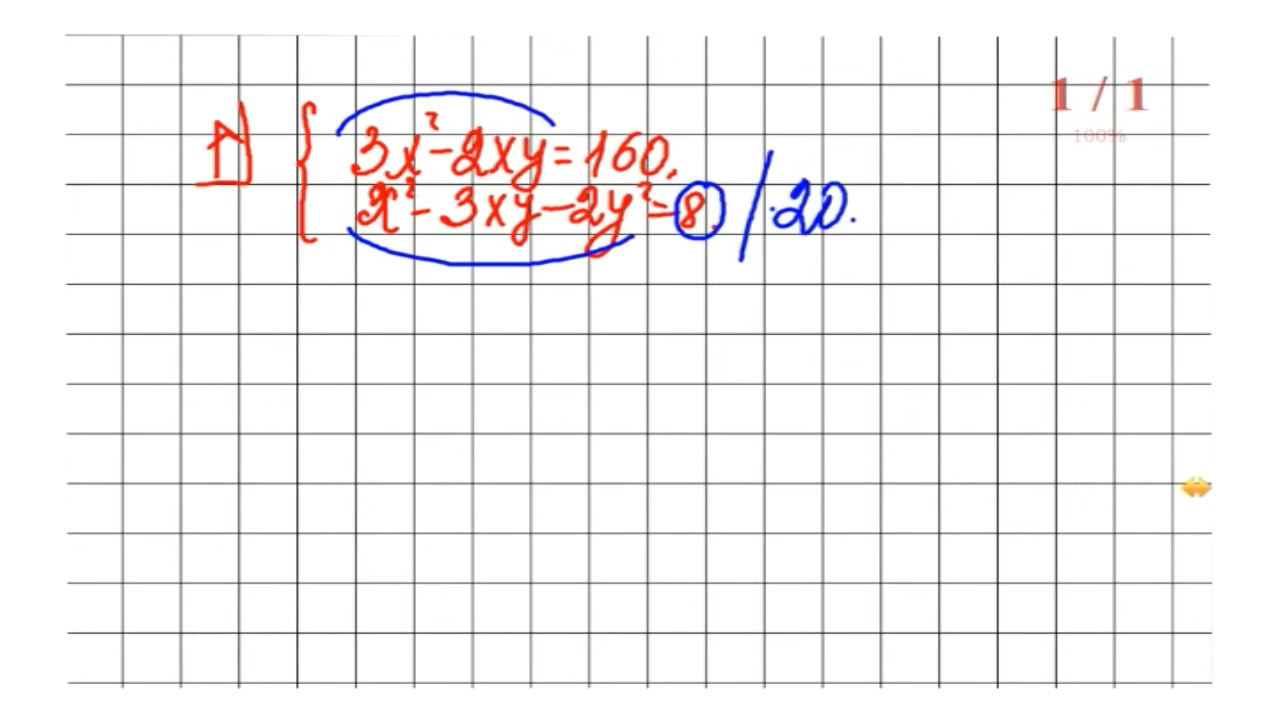 1 / 1
100%
1] { 3x² - 2xy = 160,
x² - 3xy - 2y² = 8. / · 20.